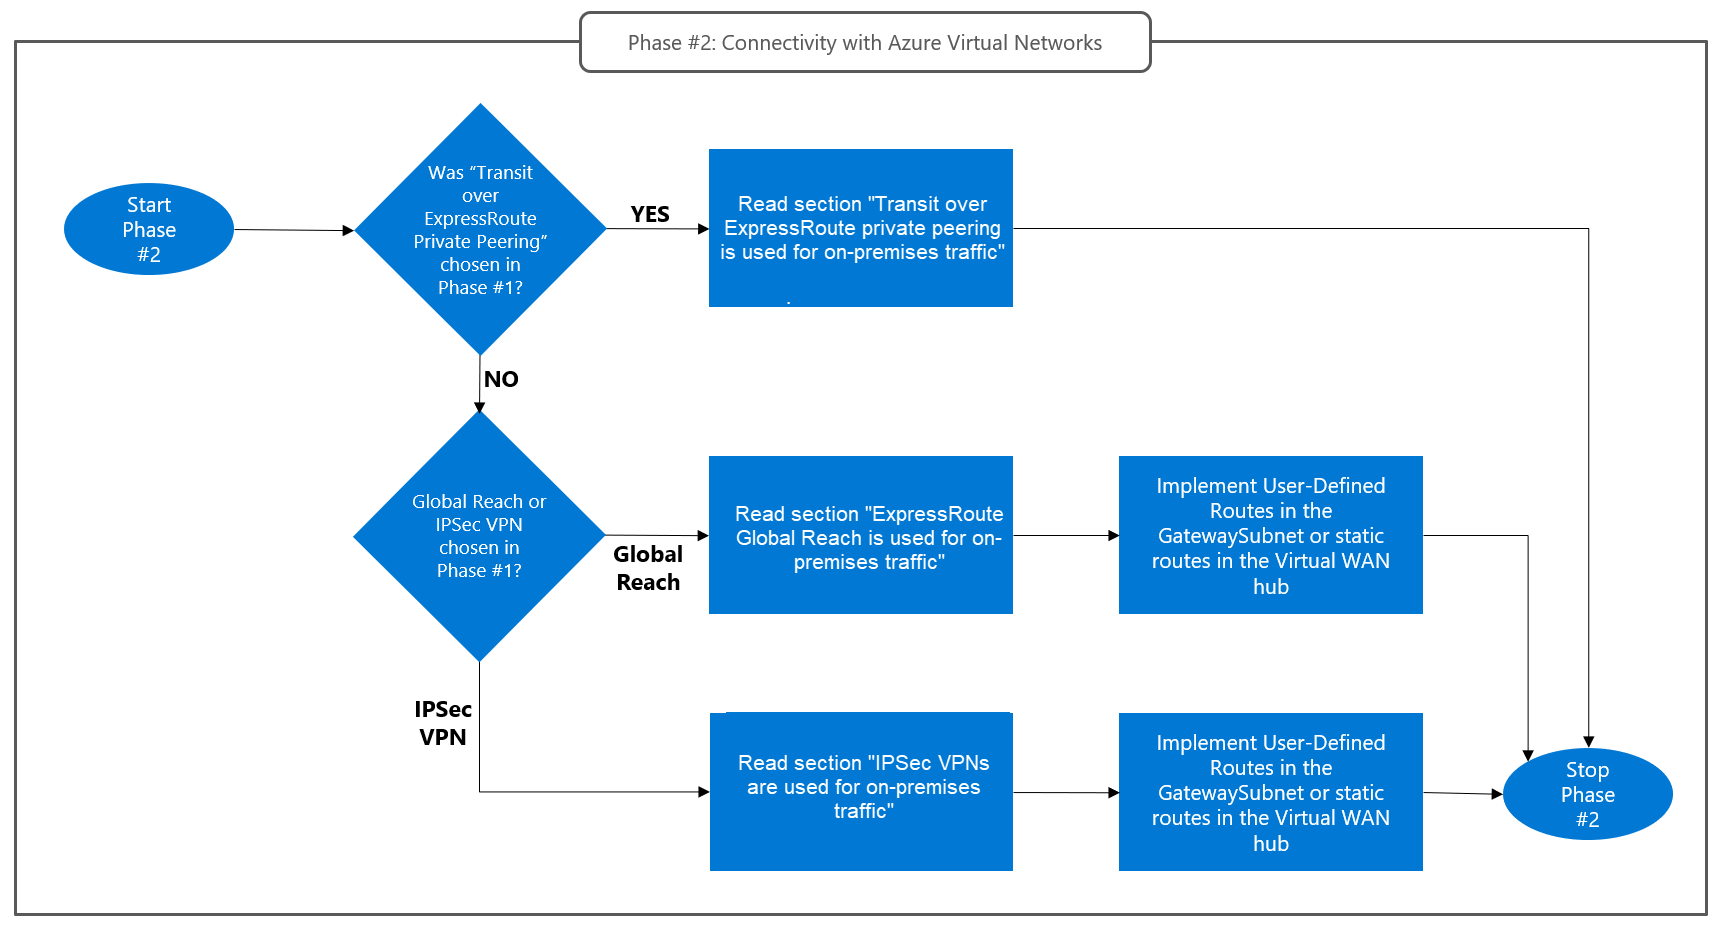 Phase #2: Connectivity with Azure Virtual Networks
Start
Phase
#2
Was “Transit
over
ExpressRoute
Private Peering”
chosen in
Phase #1?
YES
Read section "Transit over
ExpressRoute private peering
is used for on-premises traffic"
.
NO
Global Reach or
IPSec VPN
chosen in
Phase #1?
Global
Reach
Read section "ExpressRoute
Global Reach is used for on-
premises traffic"
Implement User-Defined
Routes in the
GatewaySubnet or static
routes in the Virtual WAN
hub
IPSec
VPN
Read section "IPSec VPNs
are used for on-premises
traffic"
Implement User-Defined
Routes in the
GatewaySubnet or static
routes in the Virtual WAN
hub
Stop
Phase
#2